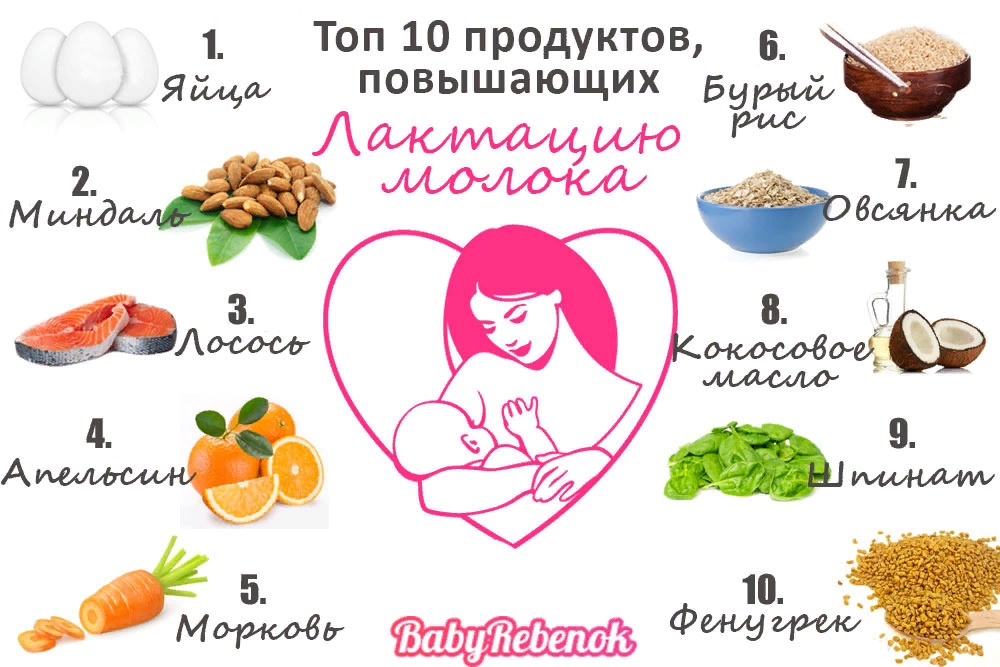 Топ 10 продуктов,
повышающих
Лактацию
молока
1.
Яйца
2.
Миндаль
3.
Лосось
4.
Апельсин
5.
Морковь
6.
Бурый
рис
7.
Овсянка
8.
Кокосовое
масло
9.
Шпинат
10.
Фенугрек
BabyRebenok